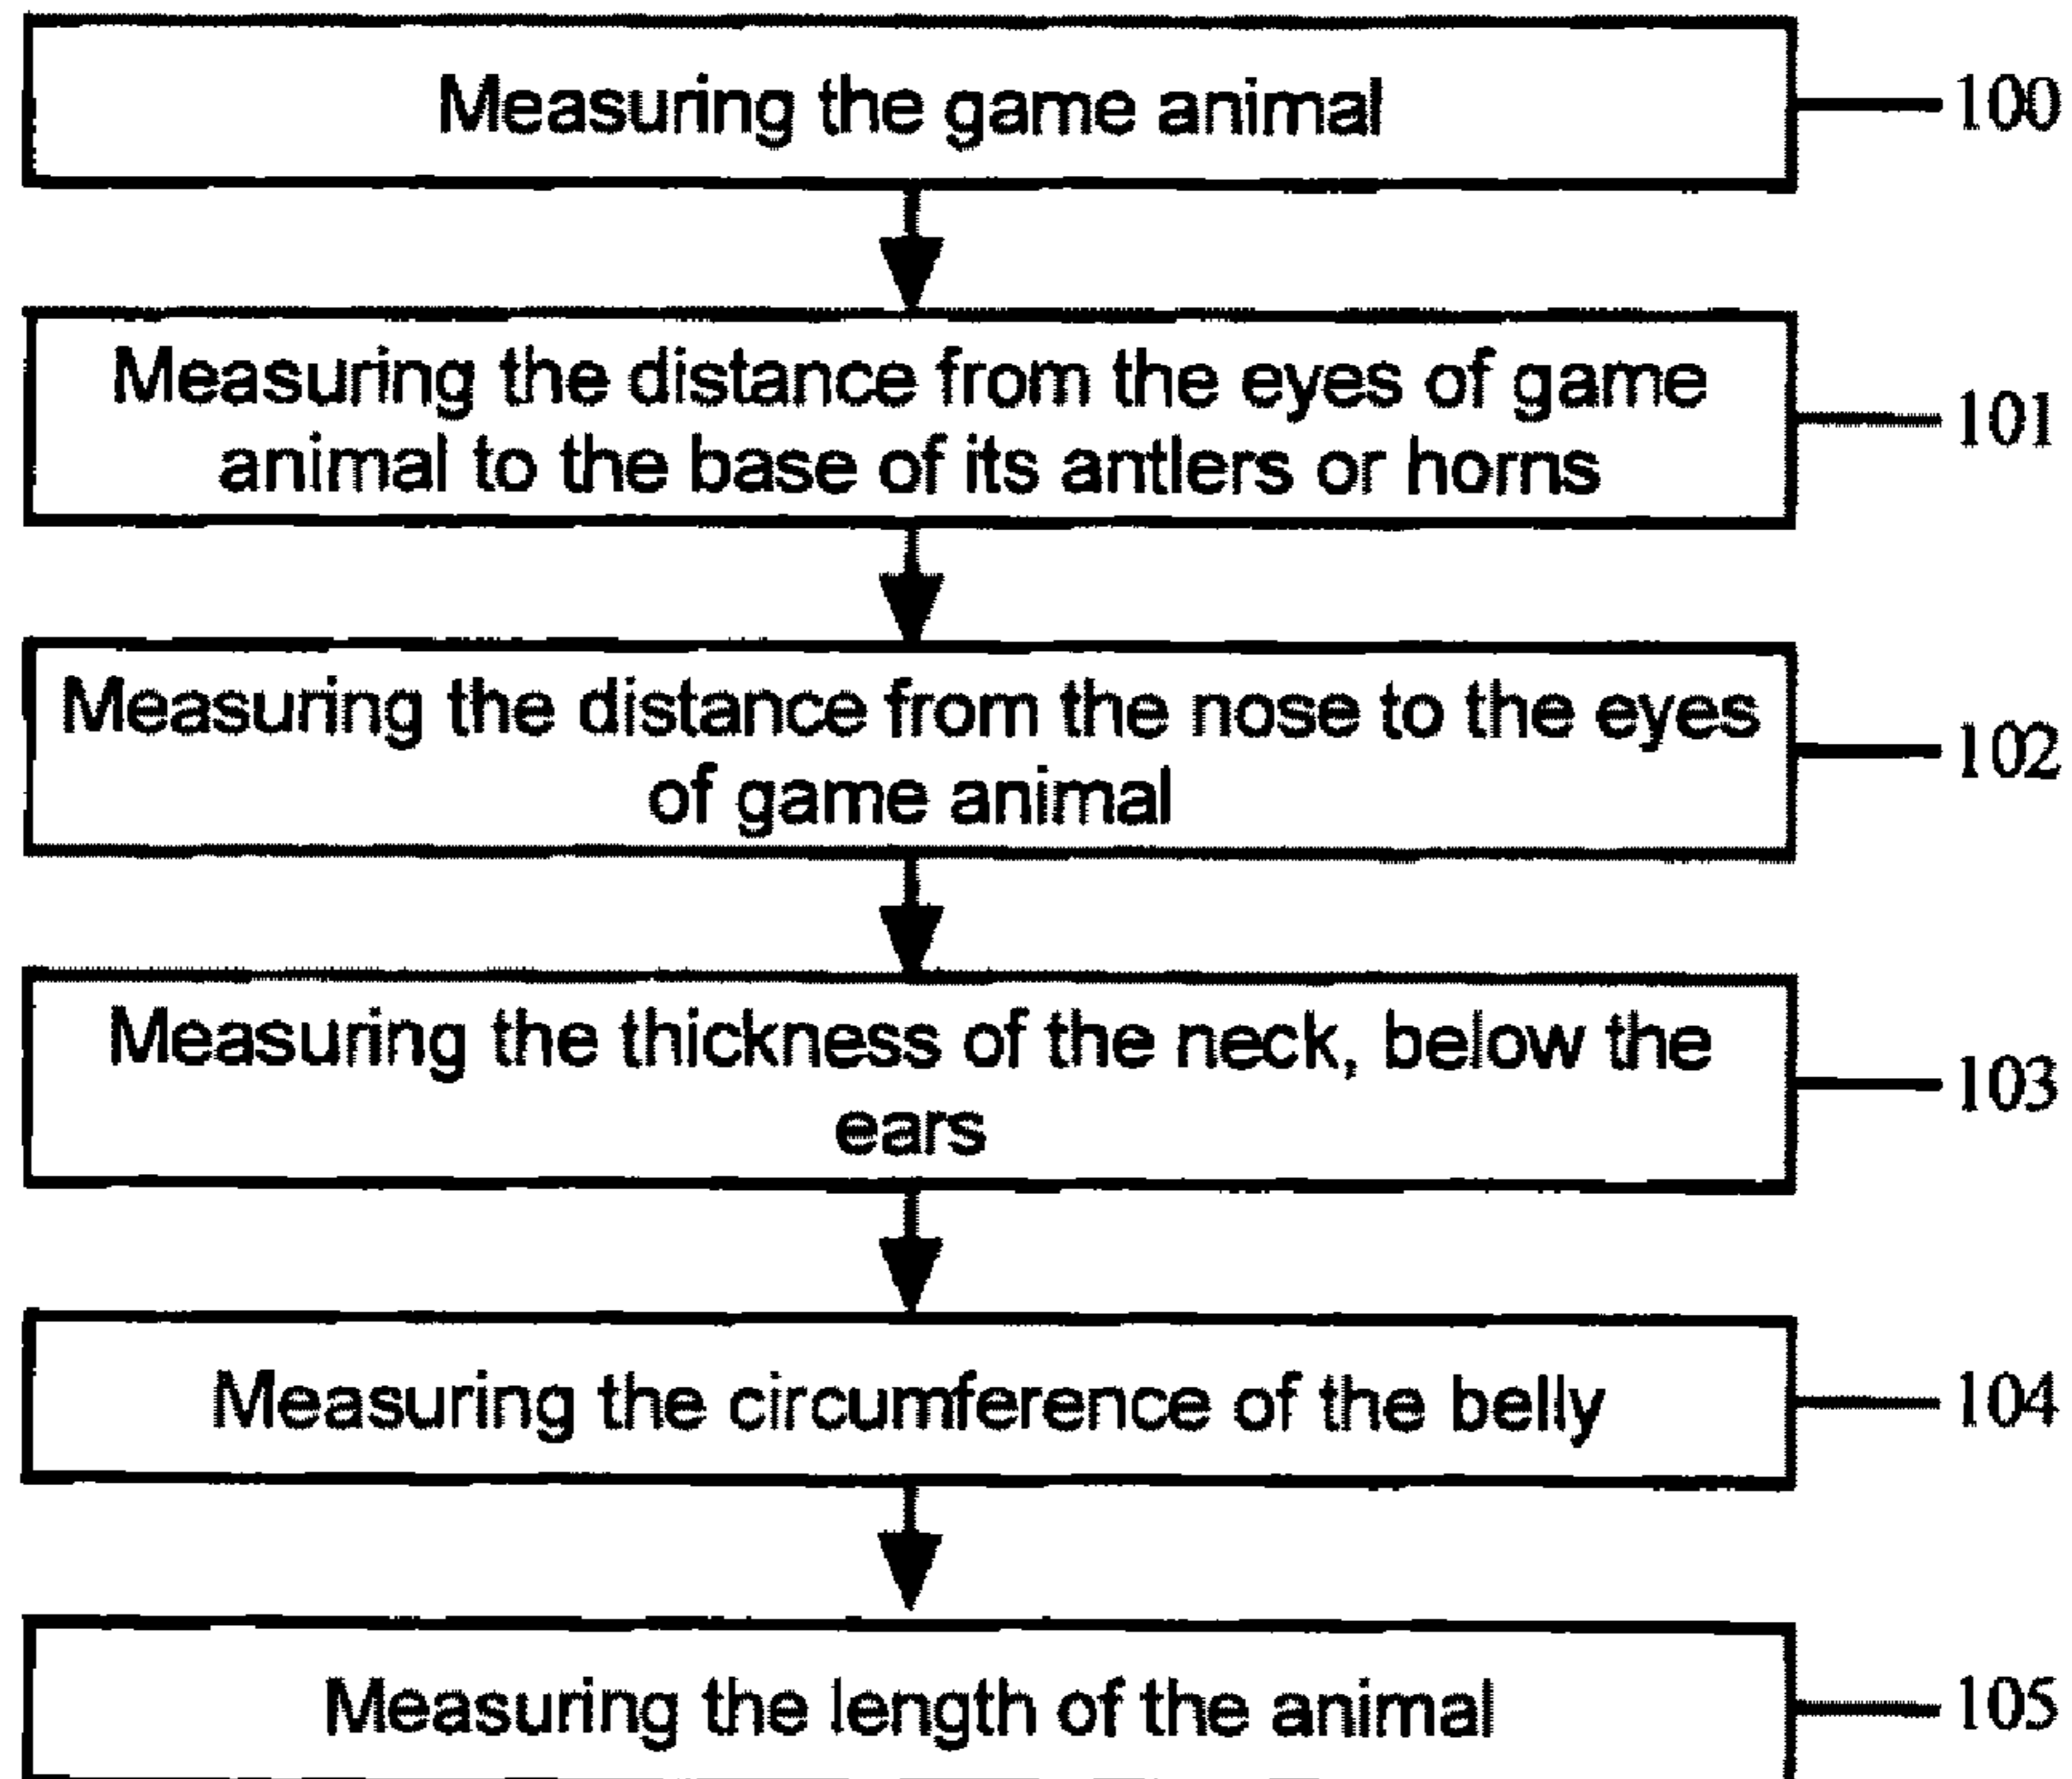 Measuring the game animal
100
Measuring the distance from the eyes of game
animal to the base of its antlers or horns
101
Measuring the distance from the nose to the eyes
of game animal
102
Measuring the thickness of the neck, below the
ears
103
Measuring the circumference of the belly
104
Measuring the length of the animal
105